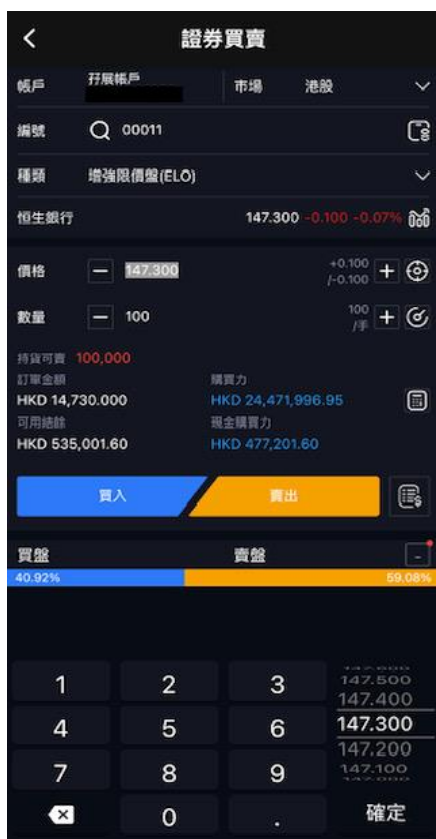 證券買賣
帳戶 孖展帳戶 市場 港股
編號 00011
種類 增強限價盤(ELO)
恒生銀行 147.300 -0.100 -0.07%
價格 147.300 +0.100 /-0.100
數量 100 100 /手
持貨可賣 100,000
訂單金額 購買力
HKD 14,730.000 HKD 24,471,996.95
可用結餘 現金購買力
HKD 535,001.60 HKD 477,201.60
買入 賣出
買盤 賣盤
40.92% 59.08%
1 2 3 147.500
147.400
4 5 6 147.300
147.200
7 8 9 147.100
0 . 確定